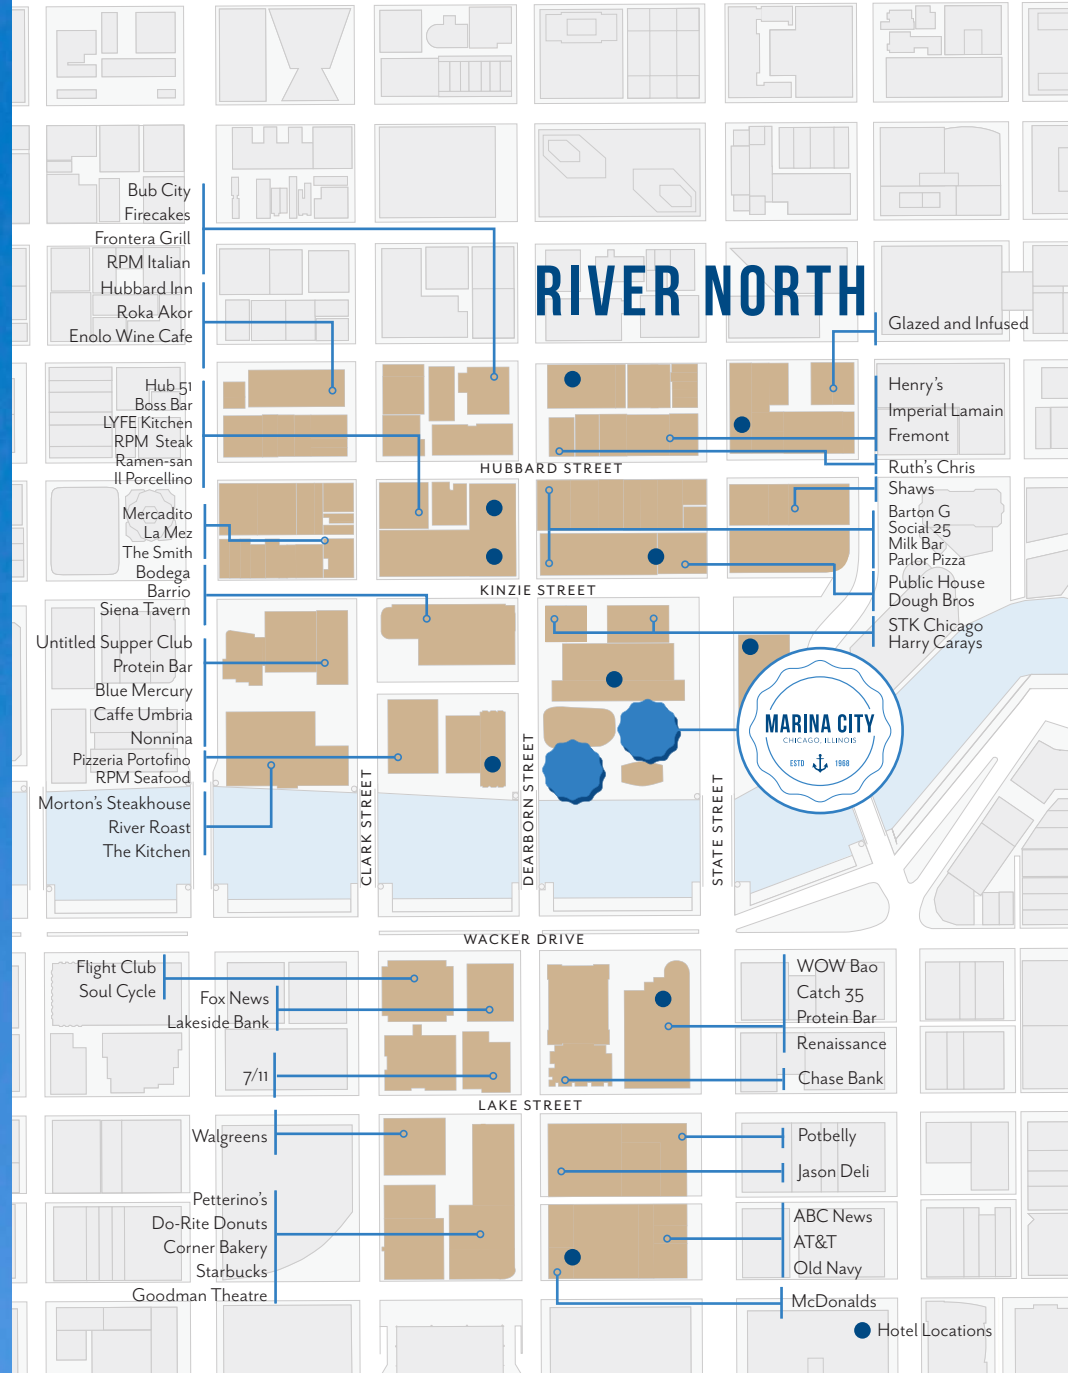 RIVER NORTH
Bub City
Firecakes
Frontera Grill
RPM Italian
Hubbard Inn
Roka Akor
Enolo Wine Cafe
Hub 51
Boss Bar
LYFE Kitchen
RPM Steak
Ramen-san
Il Porcellino
Mercadito
La Mez
The Smith
Bodega
Barrio
Siena Tavern
Untitled Supper Club
Protein Bar
Blue Mercury
Caffe Umbria
Nonnina
Pizzeria Portofino
RPM Seafood
Morton's Steakhouse
River Roast
The Kitchen
Glazed and Infused
Henry's
Imperial Lamain
Fremont
Ruth's Chris
Shaws
Barton G
Social 25
Milk Bar
Parlor Pizza
Public House
Dough Bros
STK Chicago
Harry Carays
HUBBARD STREET
KINZIE STREET
MARINA CITY
CHICAGO, ILLINOIS
ESTD 1968
CLARK STREET
DEARBORN STREET
STATE STREET
WACKER DRIVE
Flight Club
Soul Cycle
Fox News
Lakeside Bank
7/11
WOW Bao
Catch 35
Protein Bar
Renaissance
Chase Bank
LAKE STREET
Walgreens
Petterino's
Do-Rite Donuts
Corner Bakery
Starbucks
Goodman Theatre
Potbelly
Jason Deli
ABC News
AT&T
Old Navy
McDonalds
Hotel Locations